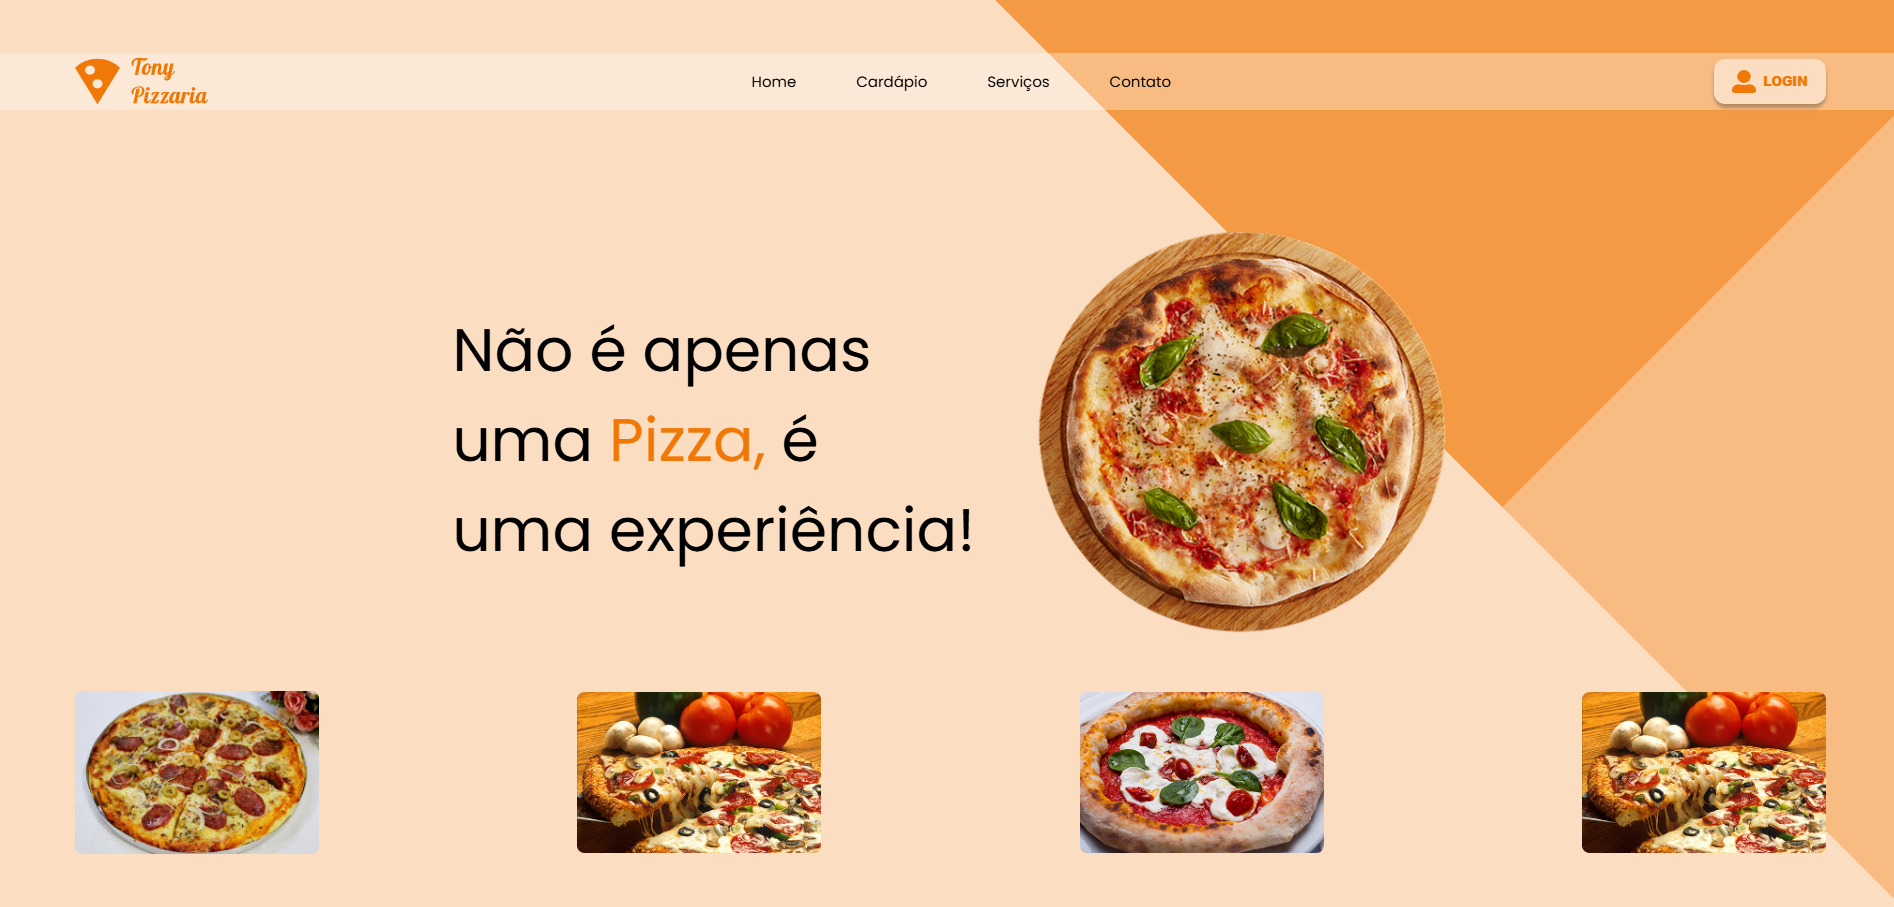 Tony
Pizzaria
Home
Cardápio
Serviços
Contato
LOGIN
Não é apenas
uma Pizza, é
uma experiência!